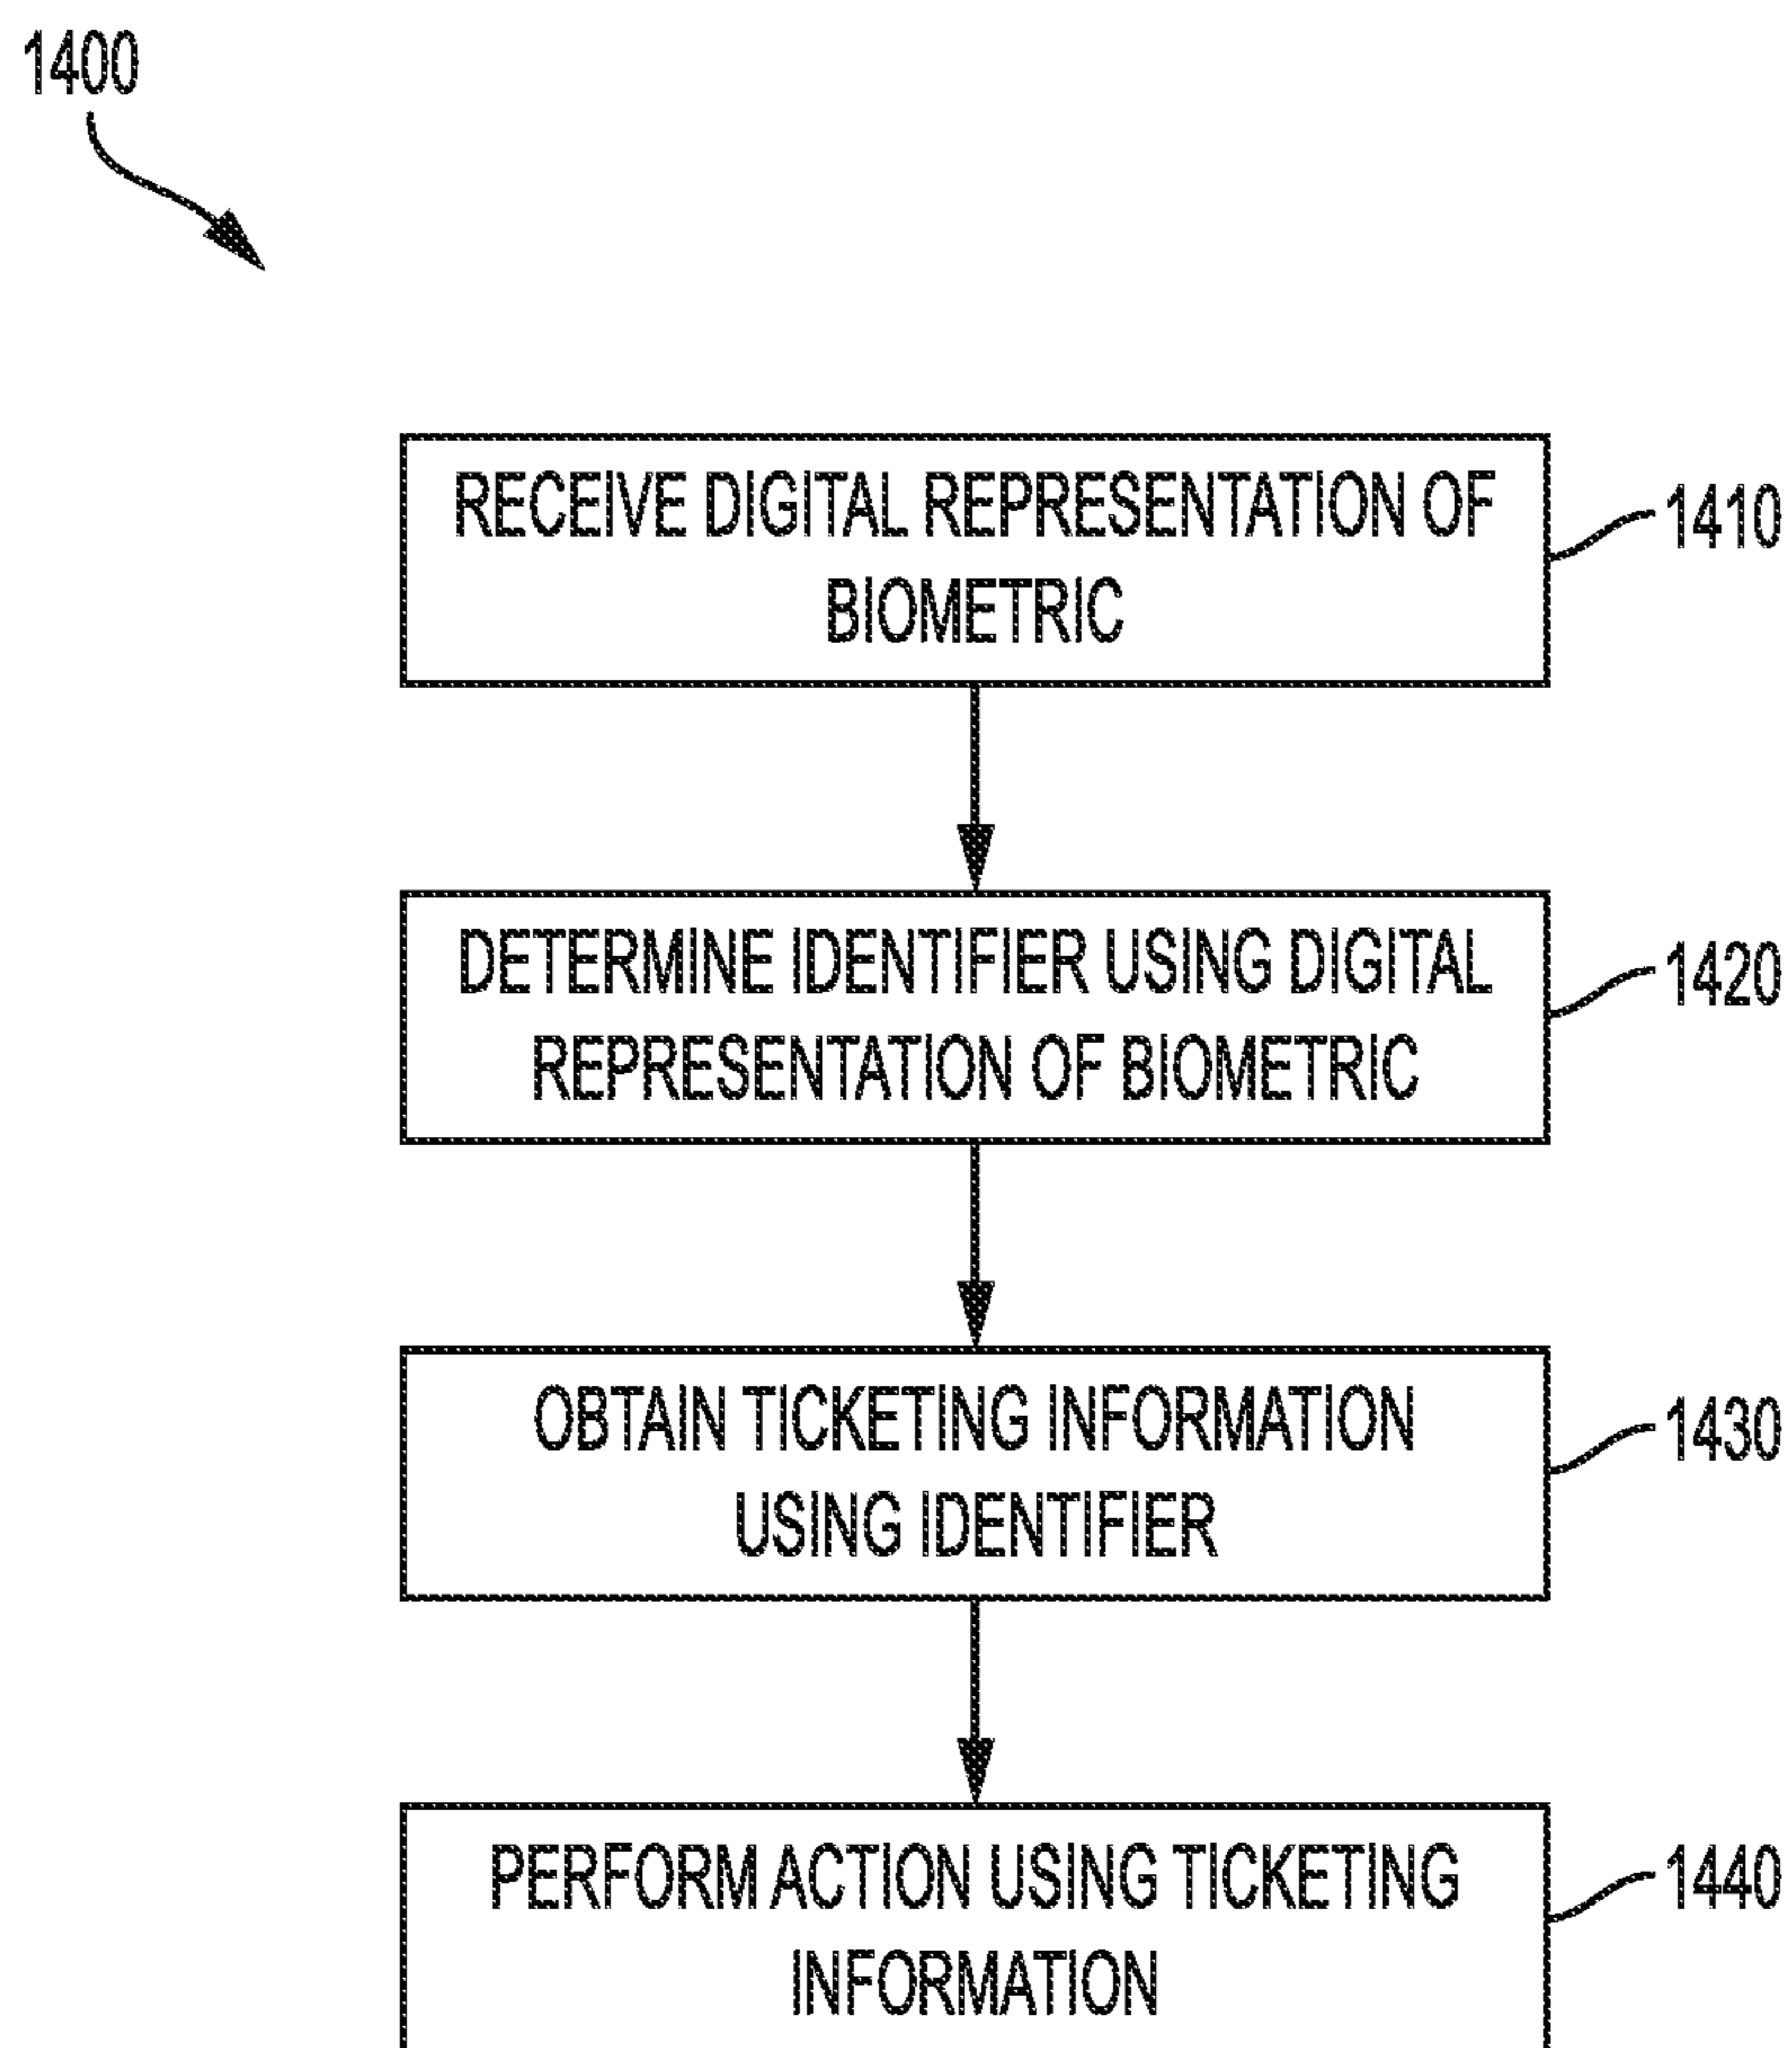 1400
RECEIVE DIGITAL REPRESENTATION OF
BIOMETRIC
1410
DETERMINE IDENTIFIER USING DIGITAL
REPRESENTATION OF BIOMETRIC
1420
OBTAIN TICKETING INFORMATION
USING IDENTIFIER
1430
PERFORM ACTION USING TICKETING
INFORMATION
1440